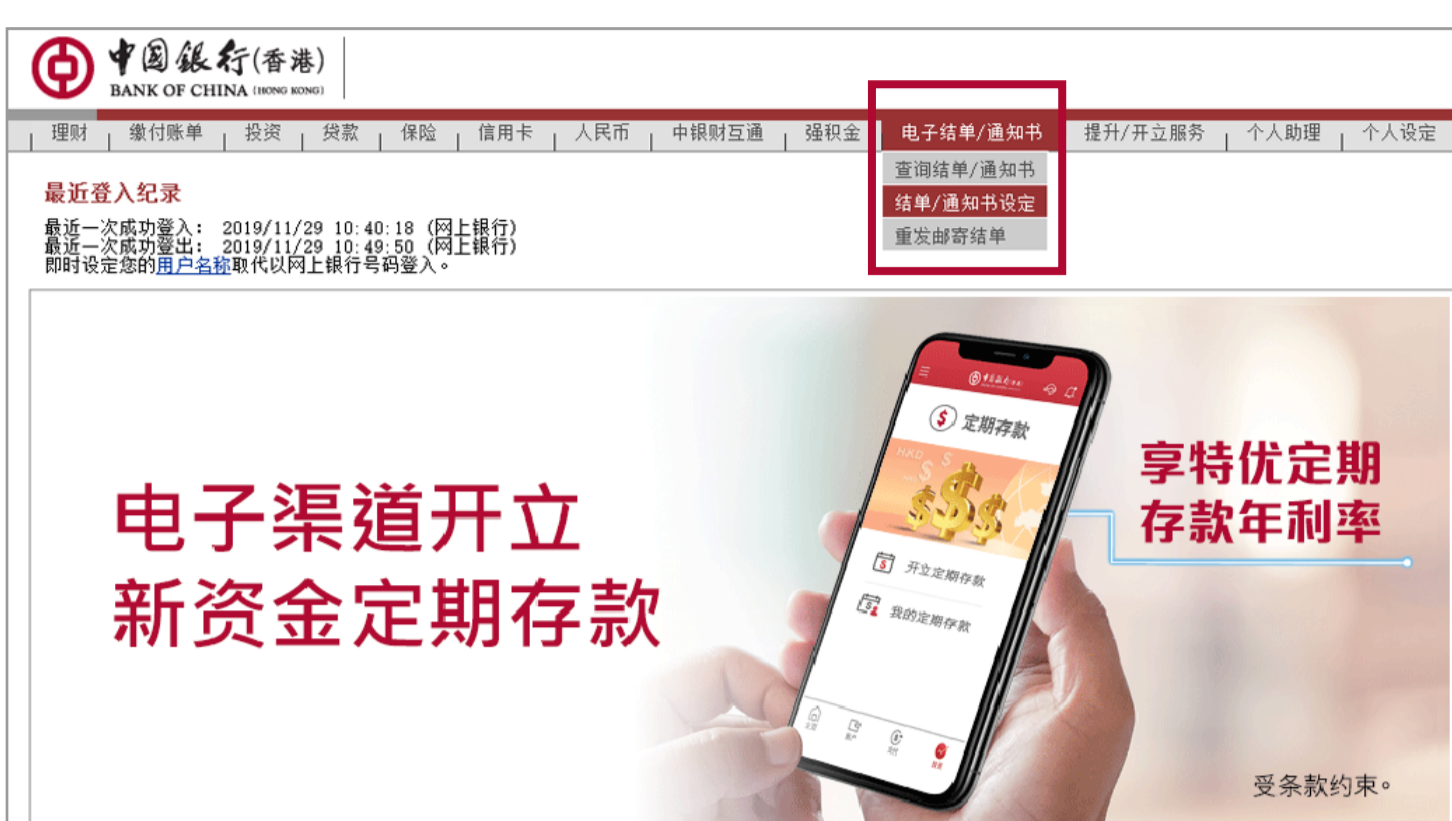 中国銀行(香港)
BANK OF CHINA (HONG KONG)
理财 缴付账单 投资 贷款 保险 信用卡 人民币 中银财互通 强积金 电子结单/通知书 提升/开立服务 个人助理 个人设定
查询结单/通知书
结单/通知书设定
重发邮寄结单
最近登入纪录
最近一次成功登入: 2019/11/29 10:40:18 (网上银行)
最近一次成功登出: 2019/11/29 10:49:50 (网上银行)
即时设定您的用户名称取代以网上银行号码登入。
电子渠道开立
新资金定期存款
定期存款
HKD
开立定期存款
我的定期存款
享特优定期
存款年利率
受条款约束。